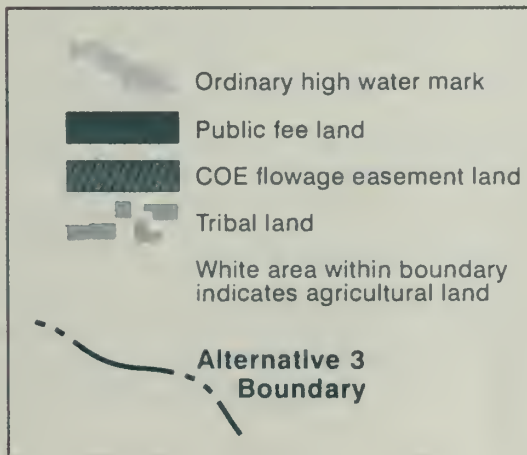 Ordinary high water mark
Public fee land
COE flowage easement land
Tribal land
White area within boundary
indicates agricultural land
Alternative 3
Boundary